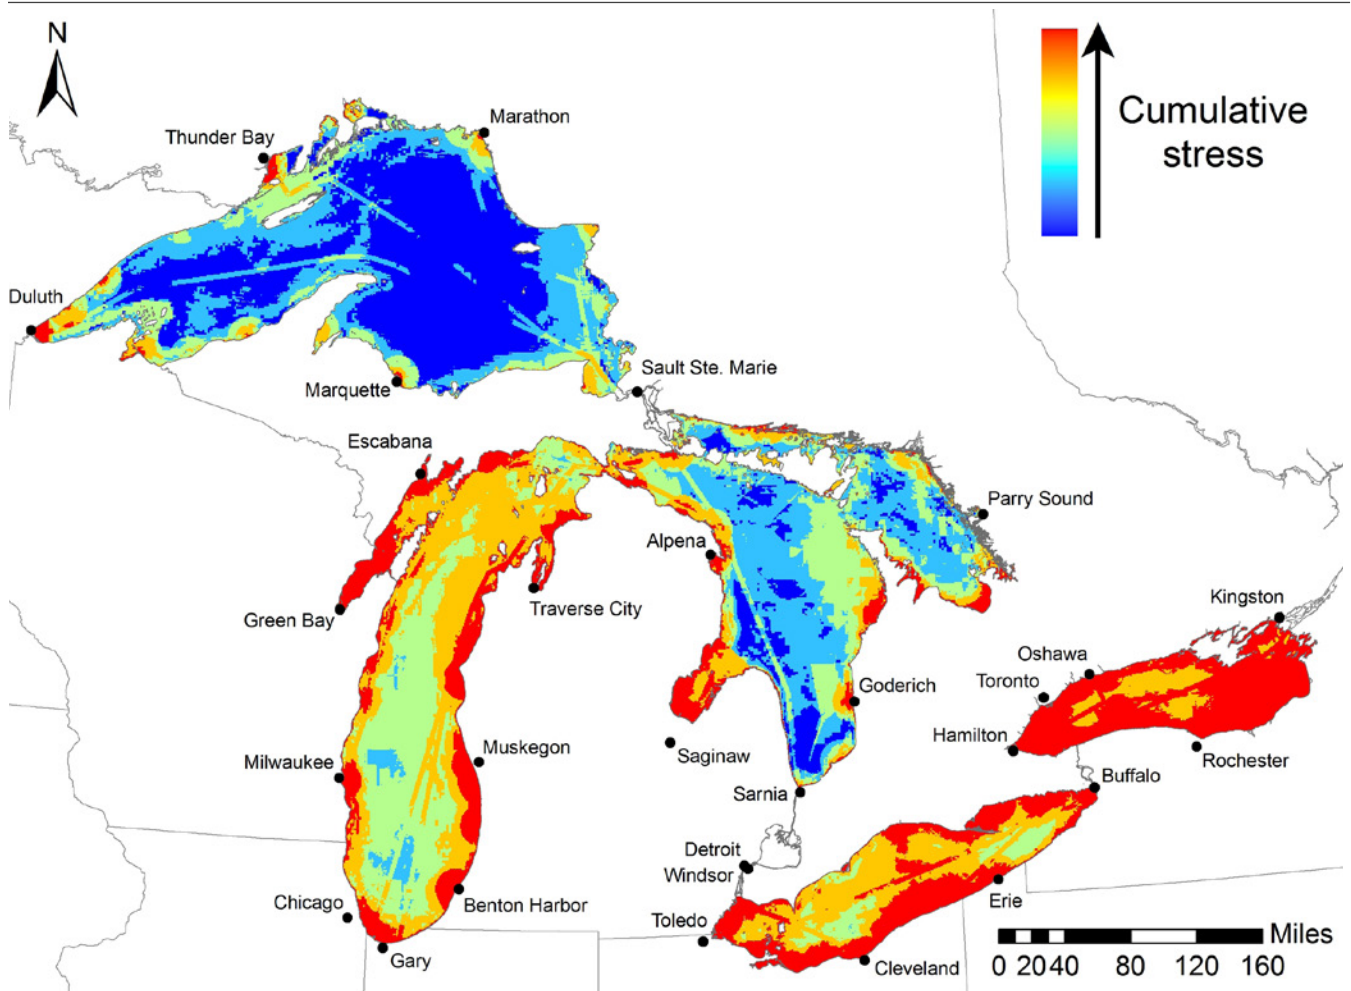 N
Cumulative
stress
Marathon
Thunder Bay
Duluth
Marquette
Sault Ste. Marie
Escabana
Parry Sound
Alpena
Traverse City
Green Bay
Kingston
Oshawa
Toronto
Goderich
Hamilton
Saginaw
Muskegon
Milwaukee
Rochester
Buffalo
Sarnia
Detroit
Windsor
Erie
Benton Harbor
Chicago
Toledo
Gary
Cleveland
Miles
0 20 40 80 120 160